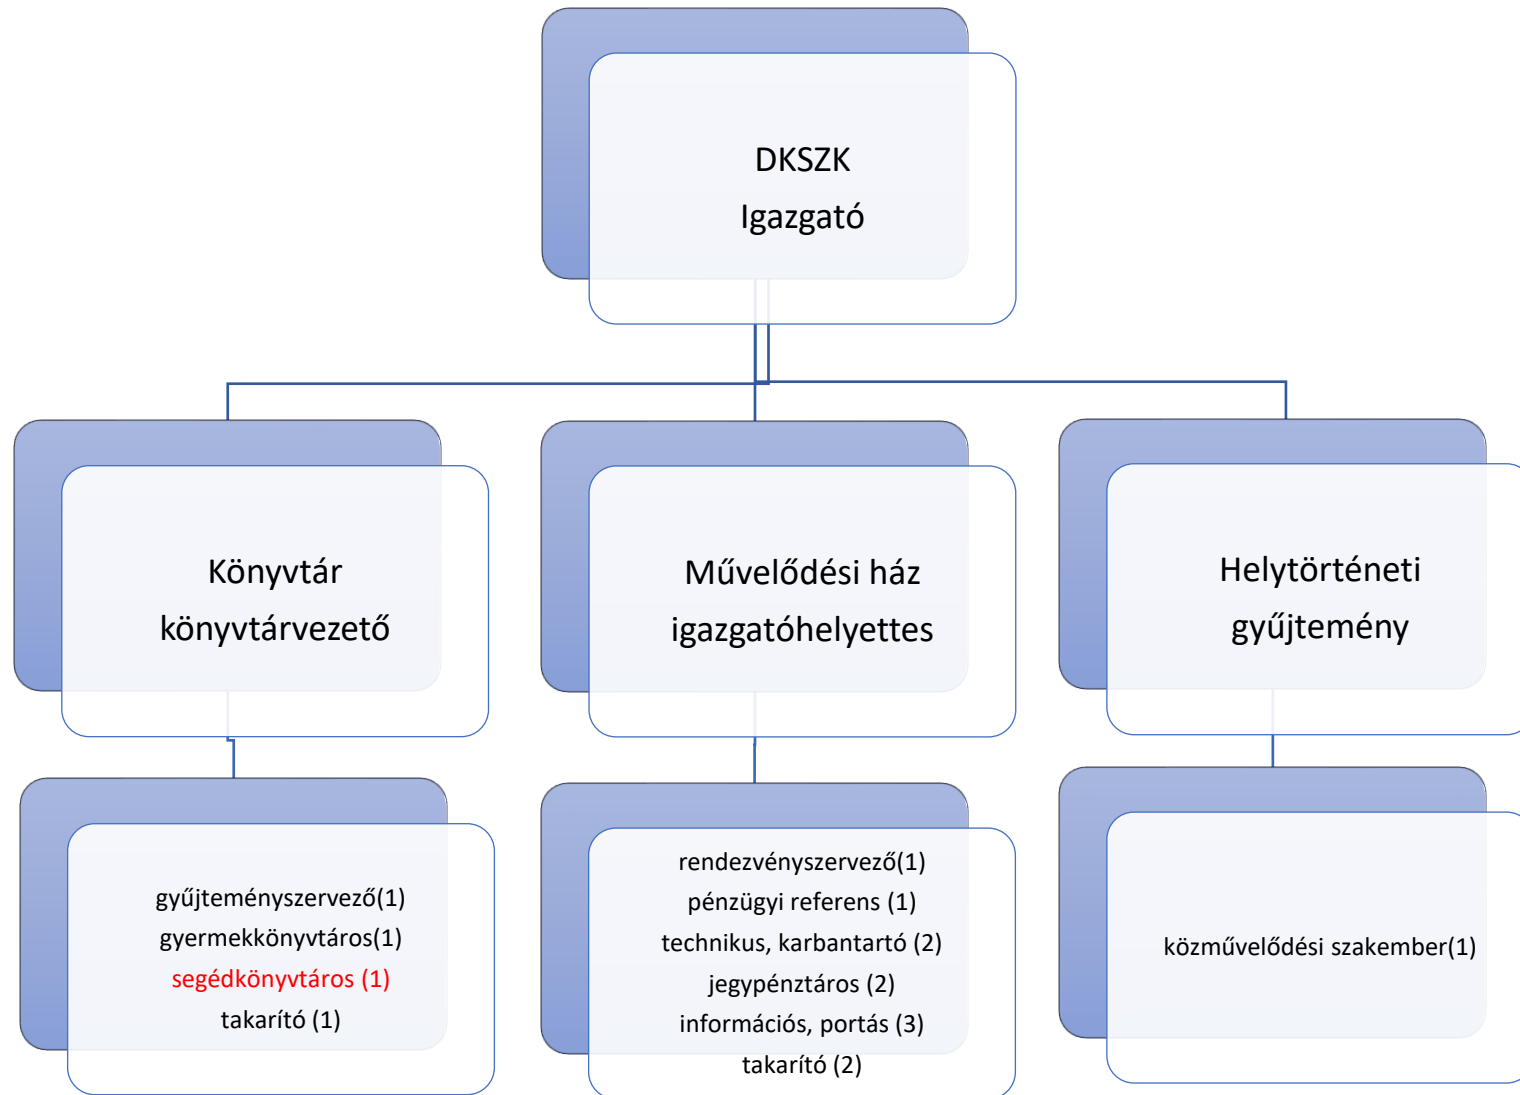 DKSZK
Igazgató
Könyvtár
könyvtárvezető
Művelődési ház
igazgatóhelyettes
Helytörténeti
gyűjtemény
gyűjteményszervező(1)
gyermekkönyvtáros(1)
segédkönyvtáros (1)
takarító (1)
rendezvényszervező(1)
pénzügyi referens (1)
technikus, karbantartó (2)
jegypénztáros (2)
információs, portás (3)
takarító (2)
közművelődési szakember(1)